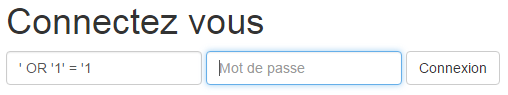 Connectez vous
' OR '1' = '1 Mot de passe Connexion